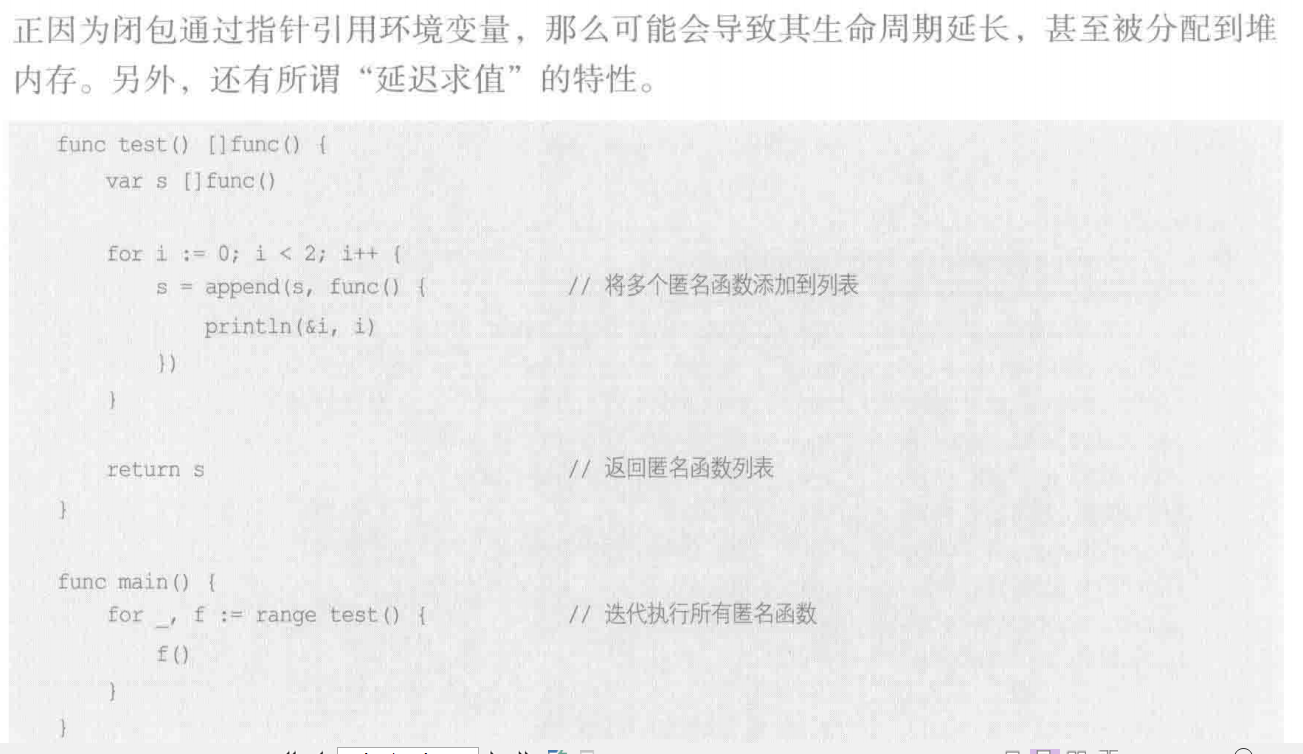 正因为闭包通过指针引用环境变量，那么可能会导致其生命周期延长，甚至被分配到堆
内存。另外，还有所谓“延迟求值”的特性。
func test() []func() {
    var s []func()
    for i := 0; i < 2; i++ {
        s = append(s, func() {            // 将多个匿名函数添加到列表
            println(&i, i)
        })
    }
    return s            // 返回匿名函数列表
}
func main() {
    for _, f := range test() {            // 迭代执行所有匿名函数
        f()
    }
}